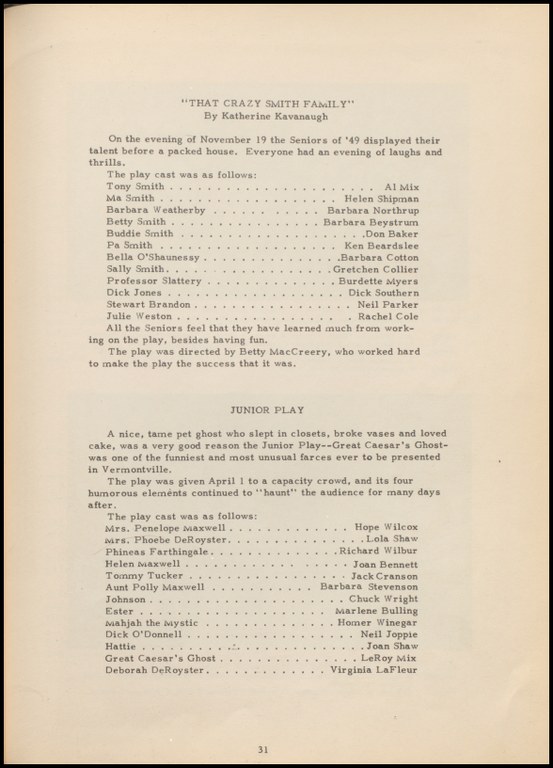 "THAT CRAZY SMITH FAMILY"
By Katherine Kavanaugh
On the evening of November 19 the Seniors of '49 displayed their
talent before a packed house. Everyone had an evening of laughs and
thrills.
The play cast was as follows:
Tony Smith . . . . . . . . . . . . . . . . . . . . . Al Mix
Ma Smith . . . . . . . . . . . . . . . . . . Helen Shipman
Barbara Weatherby . . . . . . . . . . . Barbara Northrup
Betty Smith . . . . . . . . . . . . . . . Barbara Beystrum
Buddie Smith . . . . . . . . . . . . . . . . . .Don Baker
Pa Smith . . . . . . . . . . . . . . . . . . Ken Beardslee
Bella O'Shaunessy . . . . . . . . . . . . . .Barbara Cotton
Sally Smith. . . . . . . . . . . . . . . . .Gretchen Collier
Professor Slattery . . . . . . . . . . . . . Burdette Myers
Dick Jones . . . . . . . . . . . . . . . . . . Dick Southern
Stewart Brandon . . . . . . . . . . . . . . . . Neil Parker
Julie Weston . . . . . . . . . . . . . . . . . Rachel Cole
All the Seniors feel that they have learned much from work-
ing on the play, besides having fun.
The play was directed by Betty MacCreery, who worked hard
to make the play the success that it was.
JUNIOR PLAY
A nice, tame pet ghost who slept in closets, broke vases and loved
cake, was a very good reason the Junior Play--Great Caesar's Ghost-
was one of the funniest and most unusual farces ever to be presented
in Vermontville.
The play was given April 1 to a capacity crowd, and its four
humorous elements continued to "haunt" the audience for many days
after.
The play cast was as follows:
Mrs. Penelope Maxwell . . . . . . . . . . . . Hope Wilcox
Mrs. Phoebe DeRoyster. . . . . . . . . . . . . .Lola Shaw
Phineas Farthingale. . . . . . . . . . . . . .Richard Wilbur
Helen Maxwell . . . . . . . . . . . . . . . . Joan Bennett
Tommy Tucker . . . . . . . . . . . . . . . . Jack Cranson
Aunt Polly Maxwell . . . . . . . . . . . Barbara Stevenson
Johnson. . . . . . . . . . . . . . . . . . . . Chuck Wright
Ester . . . . . . . . . . . . . . . . . . . Marlene Bulling
Mahjah the Mystic . . . . . . . . . . . . . Homer Winegar
Dick O'Donnell . . . . . . . . . . . . . . . . Neil Joppie
Hattie . . . . . . . . . . . . . . . . . . . . . .Joan Shaw
Great Caesar's Ghost . . . . . . . . . . . . . . LeRoy Mix
Deborah DeRoyster. . . . . . . . . . . . . Virginia LaFleur
31